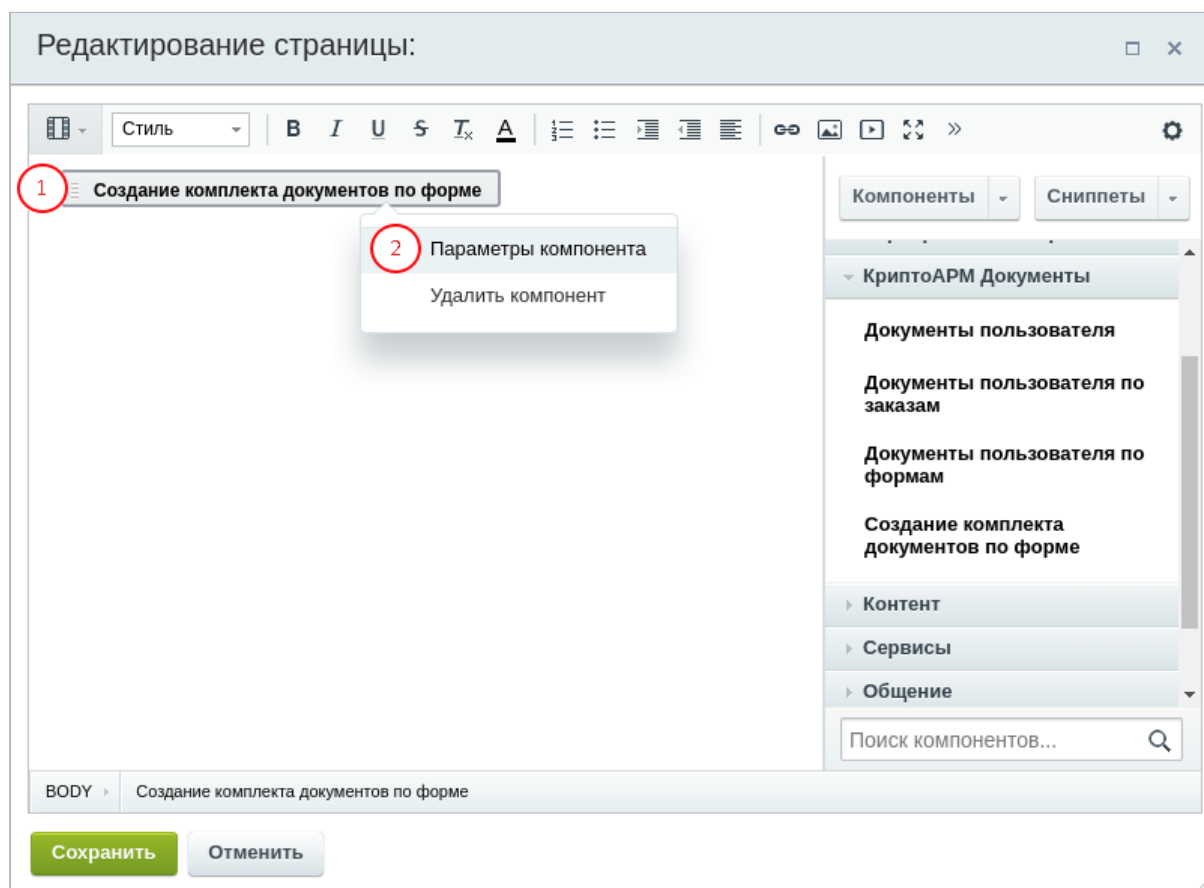 Редактирование страницы:
Стиль
B I U S Tx A
1 Создание комплекта документов по форме
2 Параметры компонента
Удалить компонент
Компоненты
Сниппеты
КриптоАРМ Документы
Документы пользователя
Документы пользователя по
заказам
Документы пользователя по
формам
Создание комплекта
документов по форме
Контент
Сервисы
Общение
Поиск компонентов...
BODY
Создание комплекта документов по форме
Сохранить
Отменить